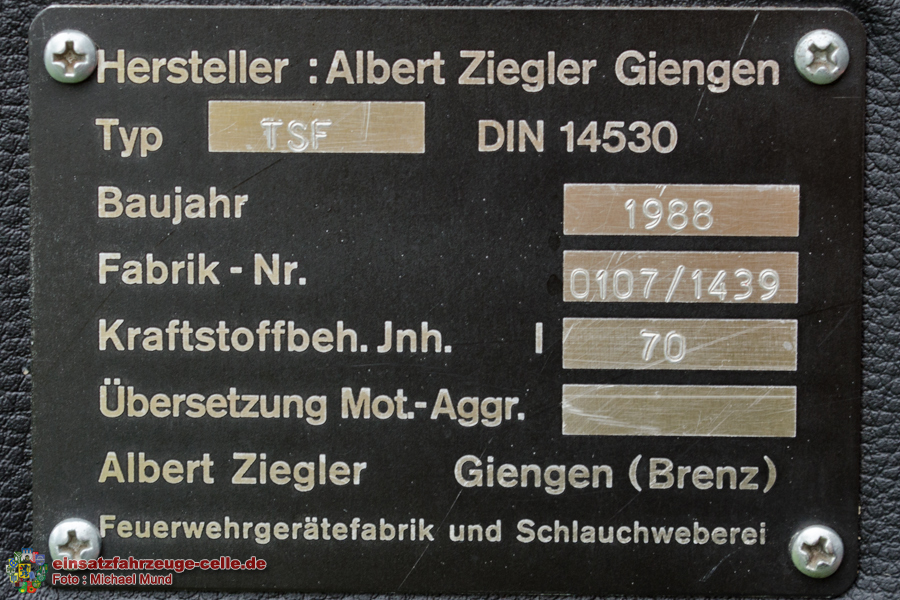 Hersteller : Albert Ziegler Giengen
Typ TSF DIN 14530
Baujahr 1988
Fabrik - Nr. 0107/1439
Kraftstoffbeh. Jnh. l 70
Übersetzung Mot.-Aggr.
Albert Ziegler Giengen (Brenz)
Feuerwehrgerätefabrik und Schlauchweberei
einsatzfahrzeuge-celle.de
Foto : Michael Mund